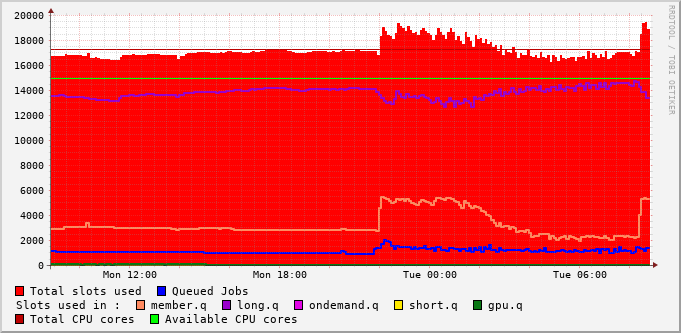 RRDTOOL / TOBI OETIKER
20000
18000
16000
14000
12000
10000
8000
6000
4000
2000
0
Mon 12:00 Mon 18:00 Tue 00:00 Tue 06:00
Total slots used Queued Jobs
Slots used in : member.q long.q ondemand.q short.q gpu.q
Total CPU cores Available CPU cores